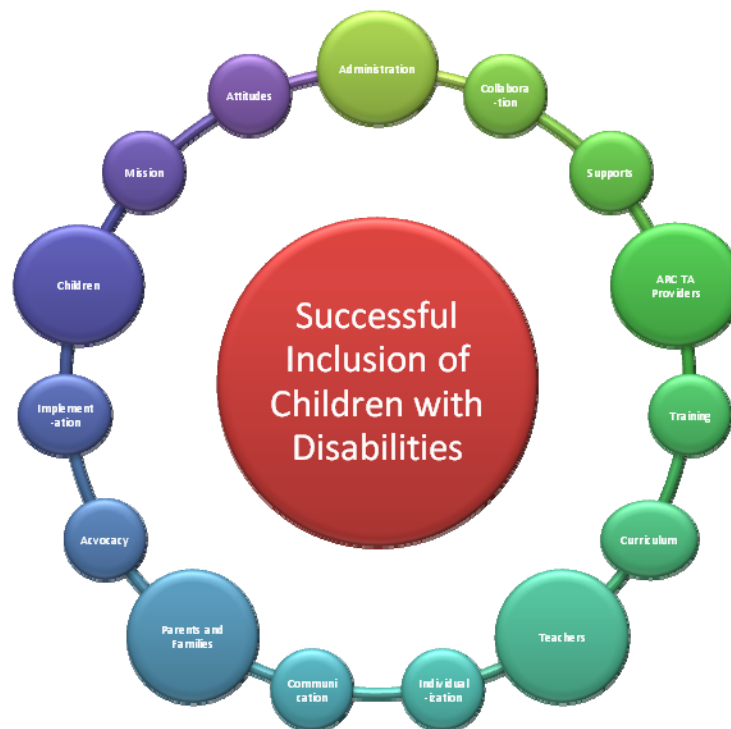 Administration
Collabora
-tion
Supports
ARC TA
Providers
Training
Curriculum
Teachers
Individual
-ization
Communi
cation
Parents and
Families
Advocacy
Implement
-ation
Children
Mission
Attitudes
Successful
Inclusion of
Children with
Disabilities